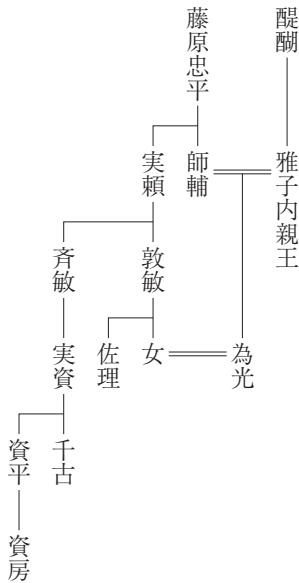 醍醐
雅子内親王
藤原忠平
師輔
実頼
為光
敦敏
斉敏
女
佐理
実資
千古
資平
資房